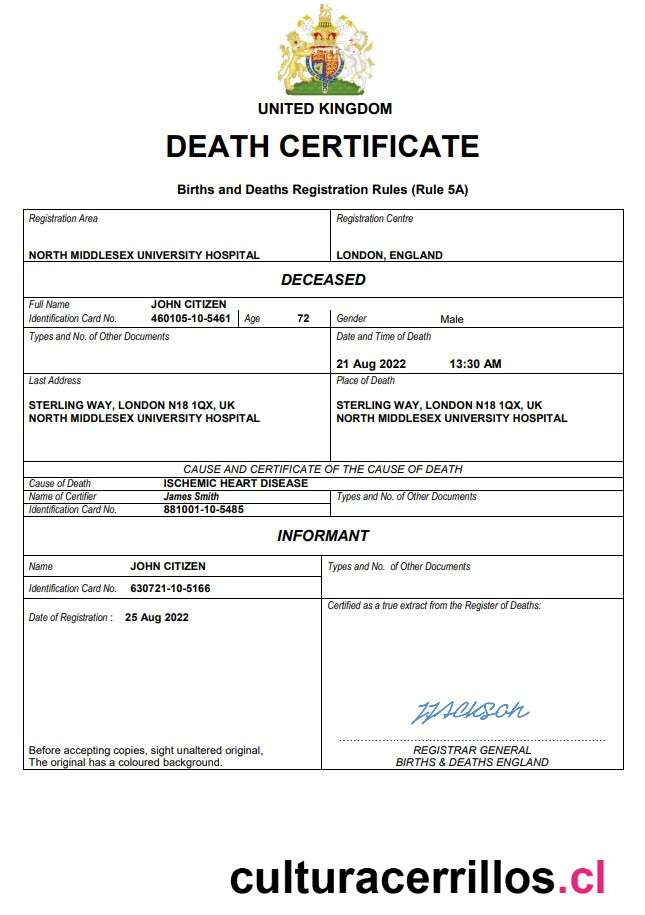 UNITED KINGDOM
DEATH CERTIFICATE
Births and Deaths Registration Rules (Rule 5A)
Registration Area
Registration Centre
NORTH MIDDLESEX UNIVERSITY HOSPITAL
LONDON, ENGLAND
DECEASED
Full Name JOHN CITIZEN
Identification Card No. 460105-10-5461 Age 72 Gender Male
Types and No. of Other Documents
Date and Time of Death
21 Aug 2022 13:30 AM
Last Address
Place of Death
STERLING WAY, LONDON N18 1QX, UK
NORTH MIDDLESEX UNIVERSITY HOSPITAL
STERLING WAY, LONDON N18 1QX, UK
NORTH MIDDLESEX UNIVERSITY HOSPITAL
CAUSE AND CERTIFICATE OF THE CAUSE OF DEATH
Cause of Death ISCHEMIC HEART DISEASE
Name of Certifier James Smith
Types and No. of Other Documents
Identification Card No. 881001-10-5485
INFORMANT
Name JOHN CITIZEN
Types and No. of Other Documents
Identification Card No. 630721-10-5166
Date of Registration : 25 Aug 2022
Certified as a true extract from the Register of Deaths:
Before accepting copies, sight unaltered original,
The original has a coloured background.
REGISTRAR GENERAL
BIRTHS & DEATHS ENGLAND
culturacerrillos.cl